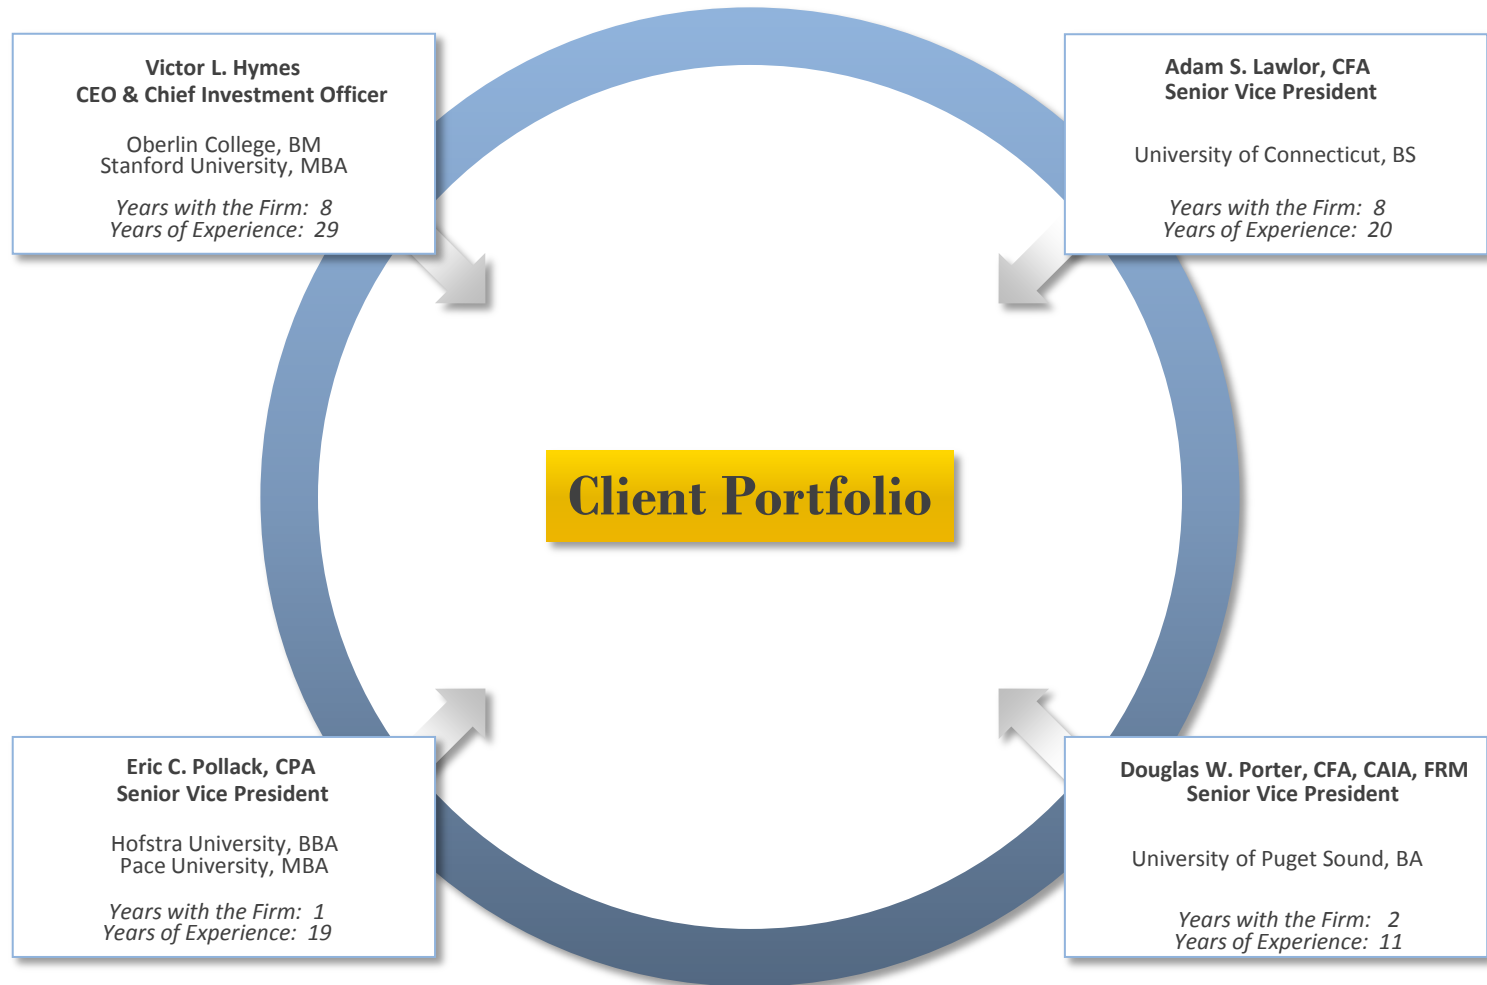 Victor L. Hymes
CEO & Chief Investment Officer
Oberlin College, BM
Stanford University, MBA
Years with the Firm: 8
Years of Experience: 29
Adam S. Lawlor, CFA
Senior Vice President
University of Connecticut, BS
Years with the Firm: 8
Years of Experience: 20
Client Portfolio
Eric C. Pollack, CPA
Senior Vice President
Hofstra University, BBA
Pace University, MBA
Years with the Firm: 1
Years of Experience: 19
Douglas W. Porter, CFA, CAIA, FRM
Senior Vice President
University of Puget Sound, BA
Years with the Firm: 2
Years of Experience: 11